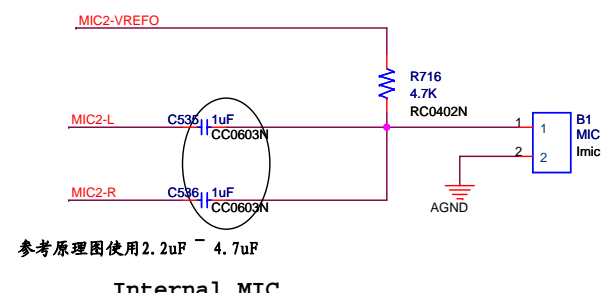 MIC2-VREFO
R716
4.7K
RC0402N
MIC2-L
C535
1uF
CC0603N
1
1
B1
MIC
Imic
2
2
MIC2-R
C536
1uF
CC0603N
AGND
参考原理图使用2.2uF ~ 4.7uF
Internal MIC